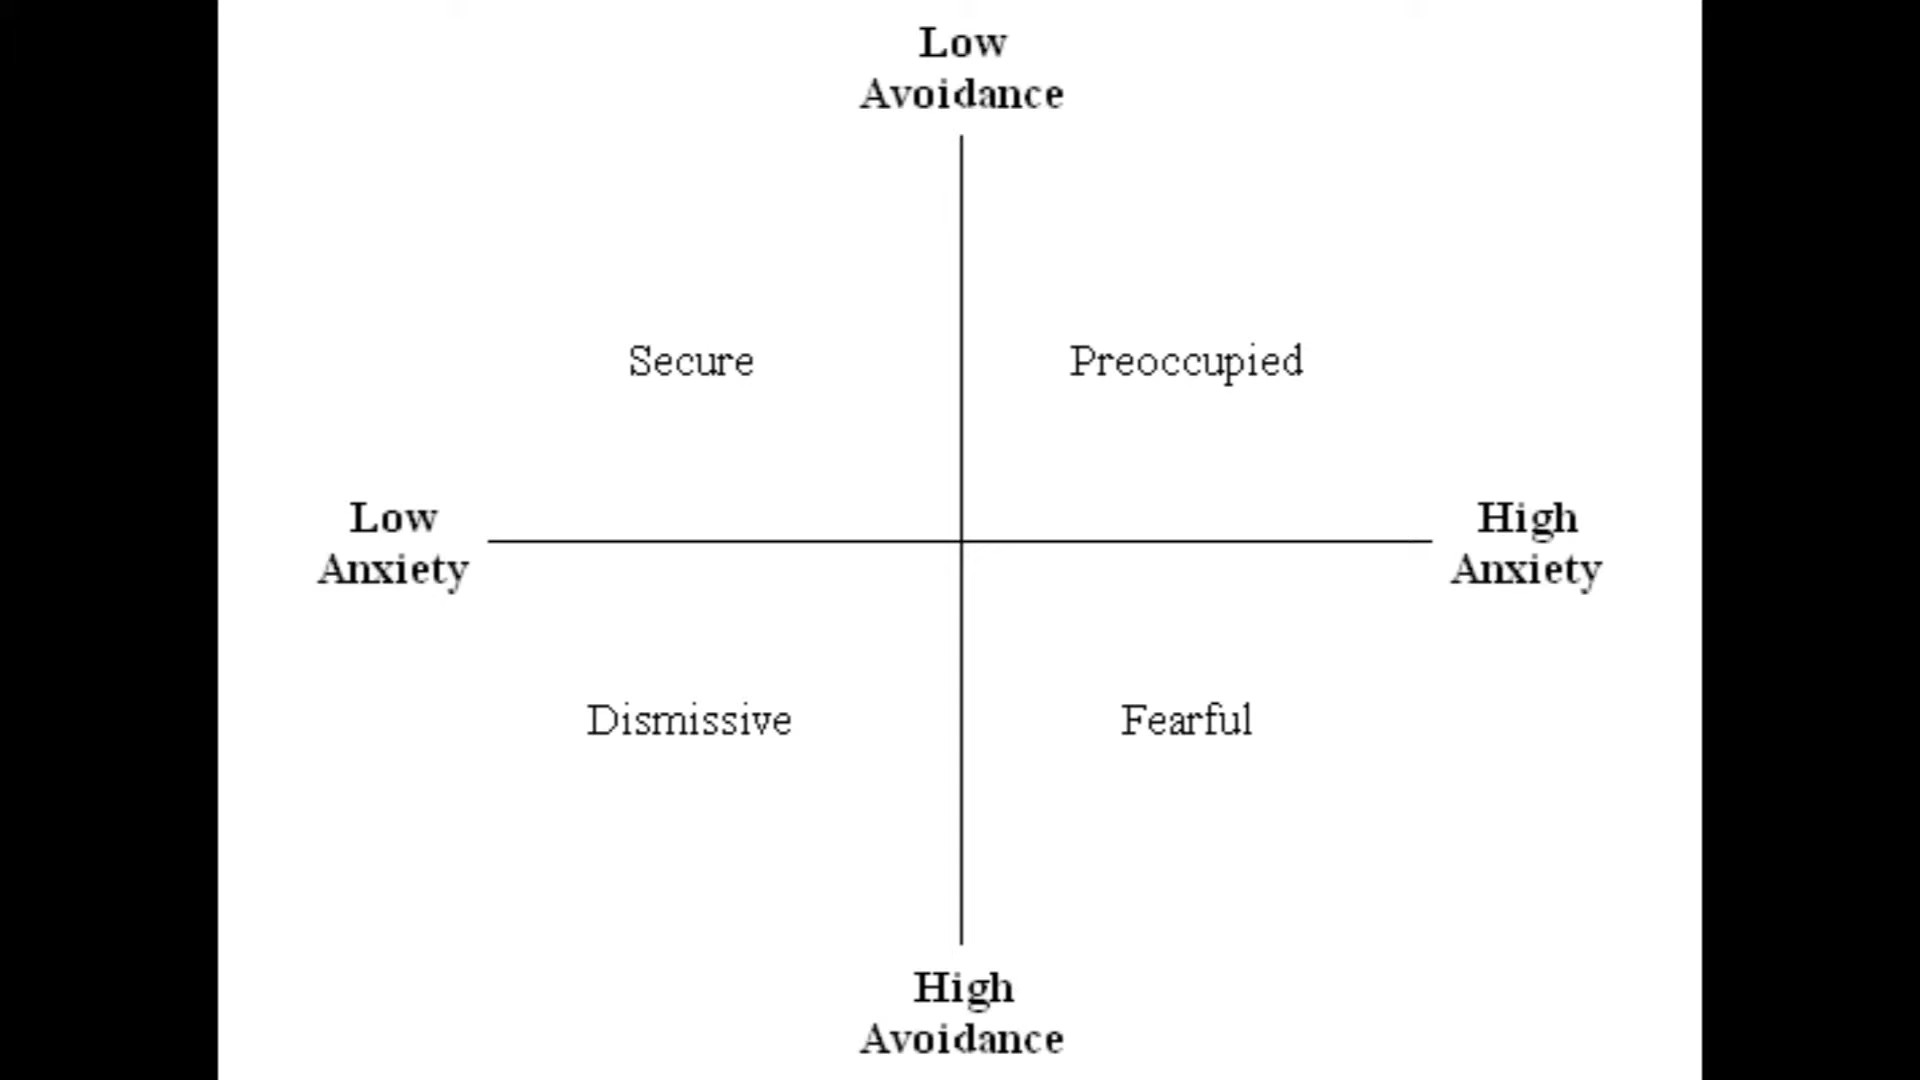 Low
Avoidance
Secure
Preoccupied
Low
Anxiety
High
Anxiety
Dismissive
Fearful
High
Avoidance